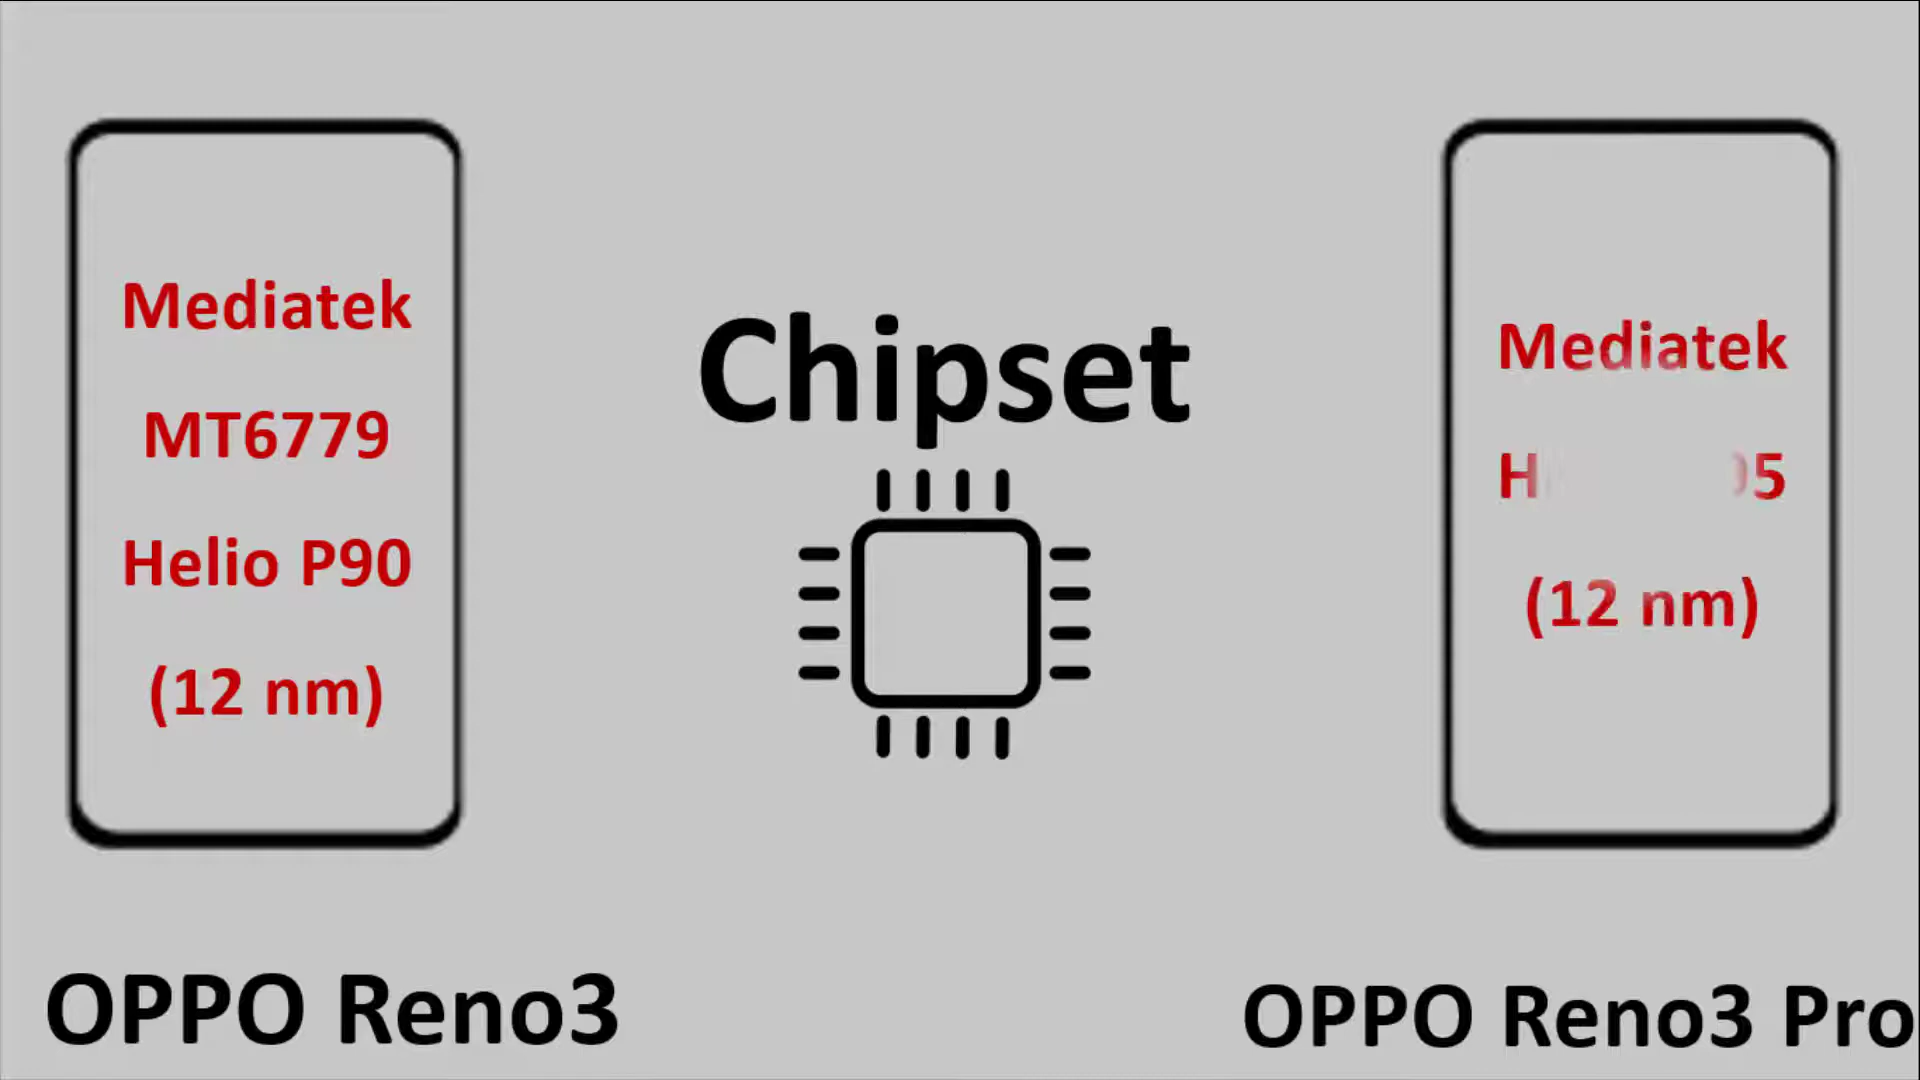 Mediatek
MT6779
Helio P90
(12 nm)
Chipset
Mediatek
(12 nm)
OPPO Reno3
OPPO Reno3 Pro